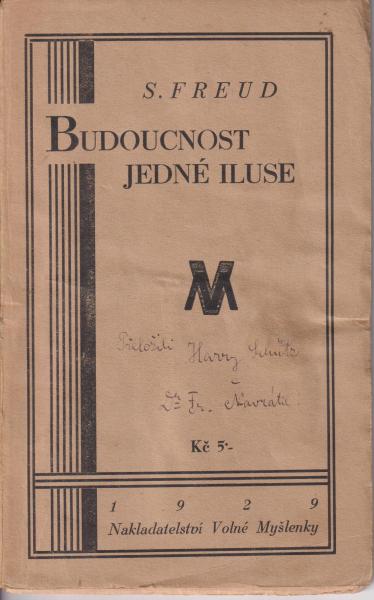 S. FREUD
BUDOUCNOST
JEDNÉ ILUSE
VM
Přeložili Harry Schütz
Dr Fr. Navrátil
Kč 5·-
1 9 2 9
Nakladatelství Volné Myšlenky